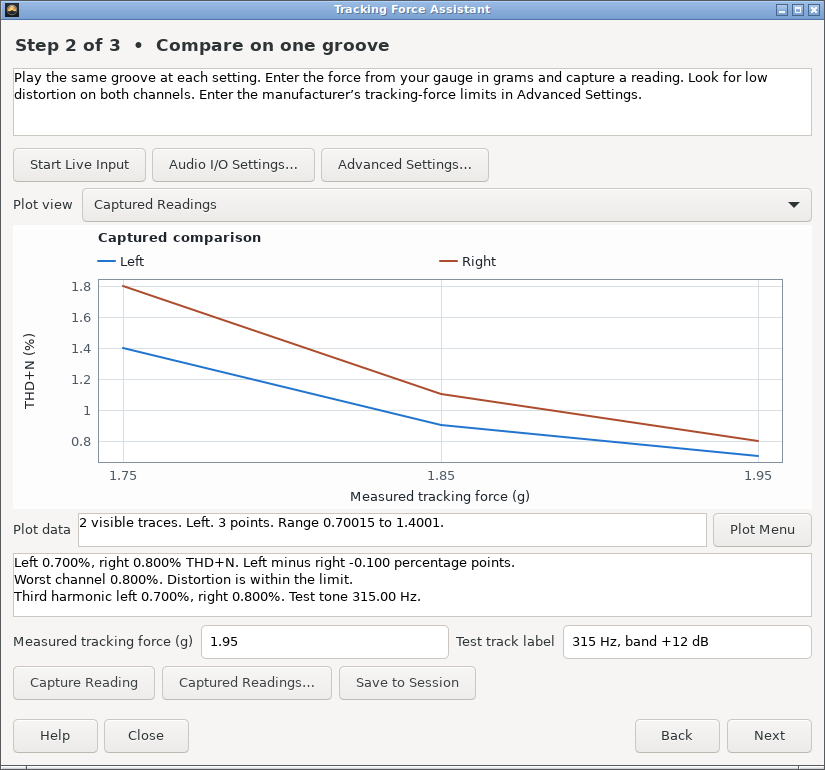 Tracking Force Assistant
Step 2 of 3 • Compare on one groove
Play the same groove at each setting. Enter the force from your gauge in grams and capture a reading. Look for low
distortion on both channels. Enter the manufacturer’s tracking-force limits in Advanced Settings.
Start Live Input
Audio I/O Settings...
Advanced Settings...
Plot view
Captured Readings
Captured comparison
Left
Right
THD+N (%)
1.8
1.6
1.4
1.2
1
0.8
1.75
1.85
1.95
Measured tracking force (g)
Plot data
2 visible traces. Left. 3 points. Range 0.70015 to 1.4001.
Plot Menu
Left 0.700%, right 0.800% THD+N. Left minus right -0.100 percentage points.
Worst channel 0.800%. Distortion is within the limit.
Third harmonic left 0.700%, right 0.800%. Test tone 315.00 Hz.
Measured tracking force (g)
1.95
Test track label
315 Hz, band +12 dB
Capture Reading
Captured Readings...
Save to Session
Help
Close
Back
Next